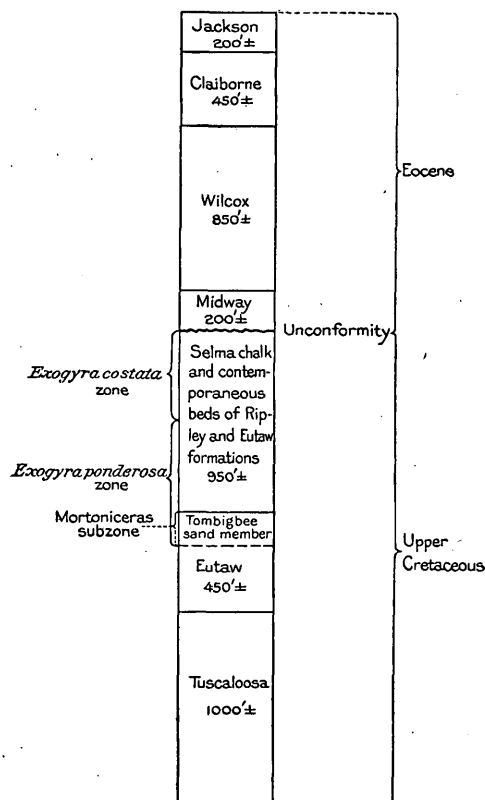 Jackson
200'±
Claiborne
450'±
Eocene
Wilcox
850'±
Midway
200'±
Unconformity
Exogyra costata
zone
Selma chalk
and contem-
poraneous
beds of Rip-
ley and Eutaw
formations
950'±
Exogyra ponderosa
zone
Mortoniceras
subzone
Tombigbee
sand member
Upper
Cretaceous
Eutaw
450'±
Tuscaloosa
1000'±